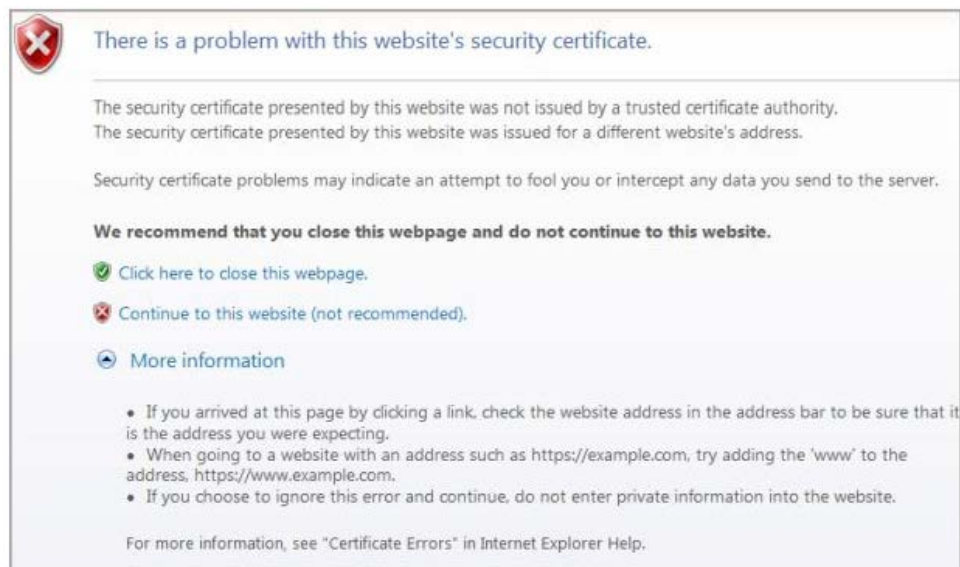 There is a problem with this website's security certificate.
The security certificate presented by this website was not issued by a trusted certificate authority.
The security certificate presented by this website was issued for a different website's address.
Security certificate problems may indicate an attempt to fool you or intercept any data you send to the server.
We recommend that you close this webpage and do not continue to this website.
Click here to close this webpage.
Continue to this website (not recommended).
More information
• If you arrived at this page by clicking a link, check the website address in the address bar to be sure that it
is the address you were expecting.
• When going to a website with an address such as https://example.com, try adding the 'www' to the
address, https://www.example.com.
• If you choose to ignore this error and continue, do not enter private information into the website.
For more information, see "Certificate Errors" in Internet Explorer Help.